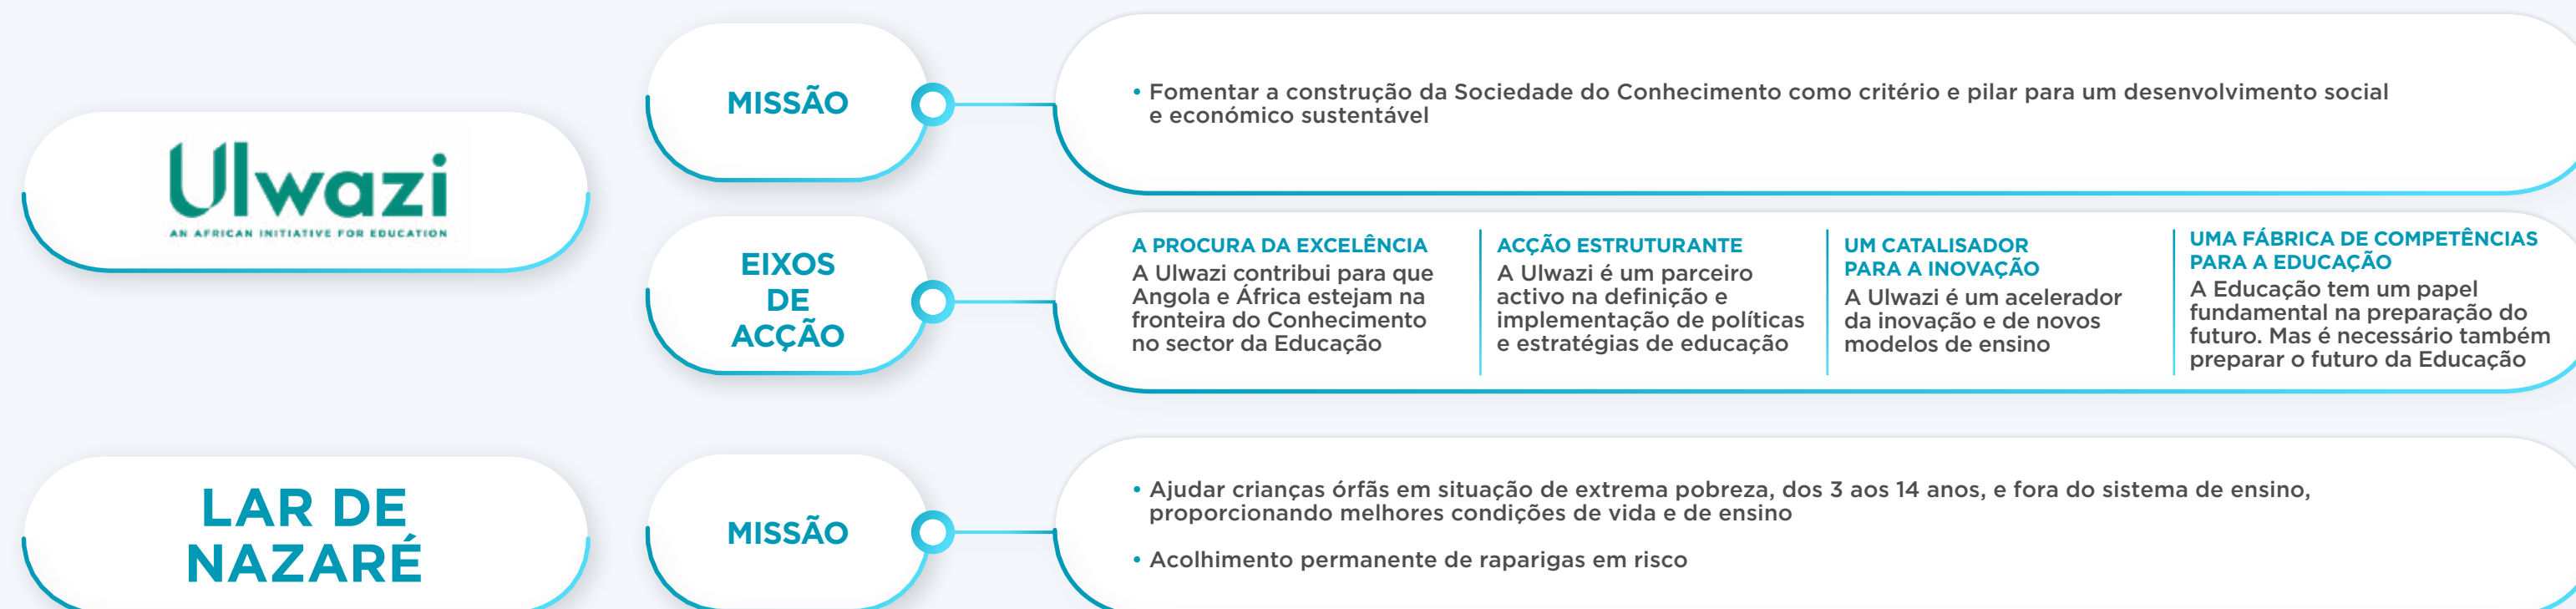 Ulwazi
AN AFRICAN INITIATIVE FOR EDUCATION
MISSÃO
• Fomentar a construção da Sociedade do Conhecimento como critério e pilar para um desenvolvimento social
e económico sustentável
EIXOS
DE
ACÇÃO
A PROCURA DA EXCELÊNCIA
A Ulwazi contribui para que
Angola e África estejam na
fronteira do Conhecimento
no sector da Educação
ACÇÃO ESTRUTURANTE
A Ulwazi é um parceiro
activo na definição e
implementação de políticas
e estratégias de educação
UM CATALISADOR
PARA A INOVAÇÃO
A Ulwazi é um acelerador
da inovação e de novos
modelos de ensino
UMA FÁBRICA DE COMPETÊNCIAS
PARA A EDUCAÇÃO
A Educação tem um papel
fundamental na preparação do
futuro. Mas é necessário também
preparar o futuro da Educação
LAR DE
NAZARÉ
MISSÃO
• Ajudar crianças órfãs em situação de extrema pobreza, dos 3 aos 14 anos, e fora do sistema de ensino,
proporcionando melhores condições de vida e de ensino
• Acolhimento permanente de raparigas em risco